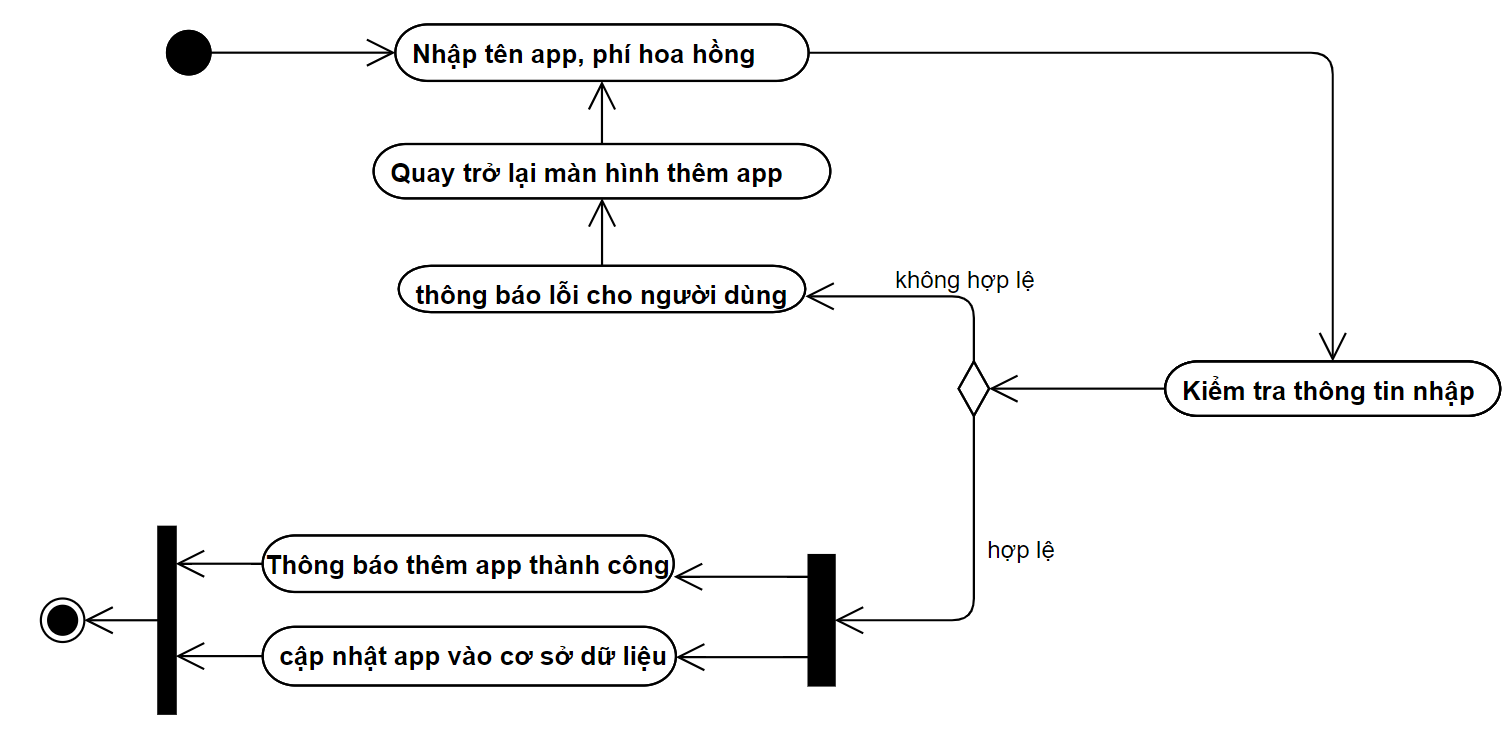 Nhập tên app, phí hoa hồng
Quay trở lại màn hình thêm app
không hợp lệ
thông báo lỗi cho người dùng
Kiểm tra thông tin nhập
hợp lệ
Thông báo thêm app thành công
cập nhật app vào cơ sở dữ liệu